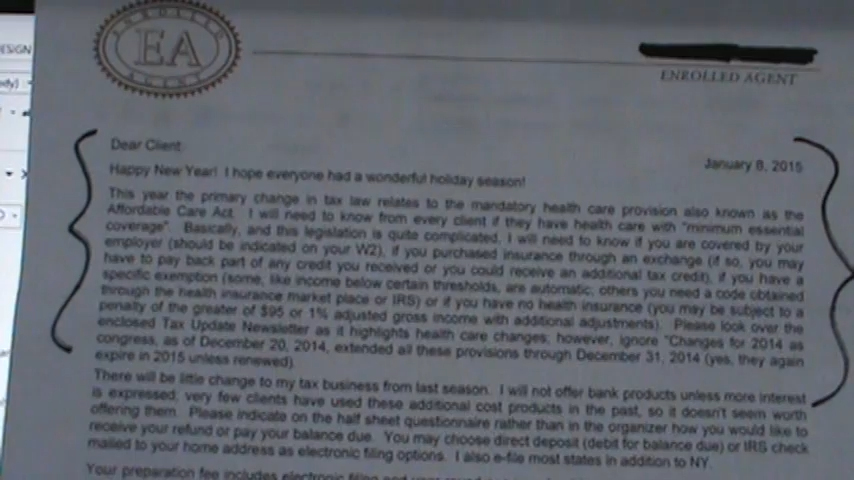 ESIGN
ENROLLED
EA
AGENT
ENROLLED AGENT
Dear Client:
January 8, 2015
Happy New Year! I hope everyone had a wonderful holiday season!
This year the primary change in tax law relates to the mandatory health care provision also known as the
Affordable Care Act. I will need to know from every client if they have health care with "minimum essential
coverage". Basically, and this legislation is quite complicated, I will need to know if you are covered by your
employer (should be indicated on your W2), if you purchased insurance through an exchange (if so, you may
have to pay back part of any credit you received or you could receive an additional tax credit), if you have a
specific exemption (some, like income below certain thresholds, are automatic; others you need a code obtained
through the health insurance market place or IRS) or if you have no health insurance (you may be subject to a
penalty of the greater of $95 or 1% adjusted gross income with additional adjustments). Please look over the
enclosed Tax Update Newsletter as it highlights health care changes; however, ignore "Changes for 2014 as
congress, as of December 20, 2014, extended all these provisions through December 31, 2014 (yes, they again
expire in 2015 unless renewed).
There will be little change to my tax business from last season. I will not offer bank products unless more interest
is expressed; very few clients have used these additional cost products in the past, so it doesn't seem worth
offering them. Please indicate on the half sheet questionnaire rather than in the organizer how you would like to
receive your refund or pay your balance due. You may choose direct deposit (debit for balance due) or IRS check
mailed to your home address as electronic filing options. I also e-file most states in addition to NY.
Your preparation fee includes electronic filing and